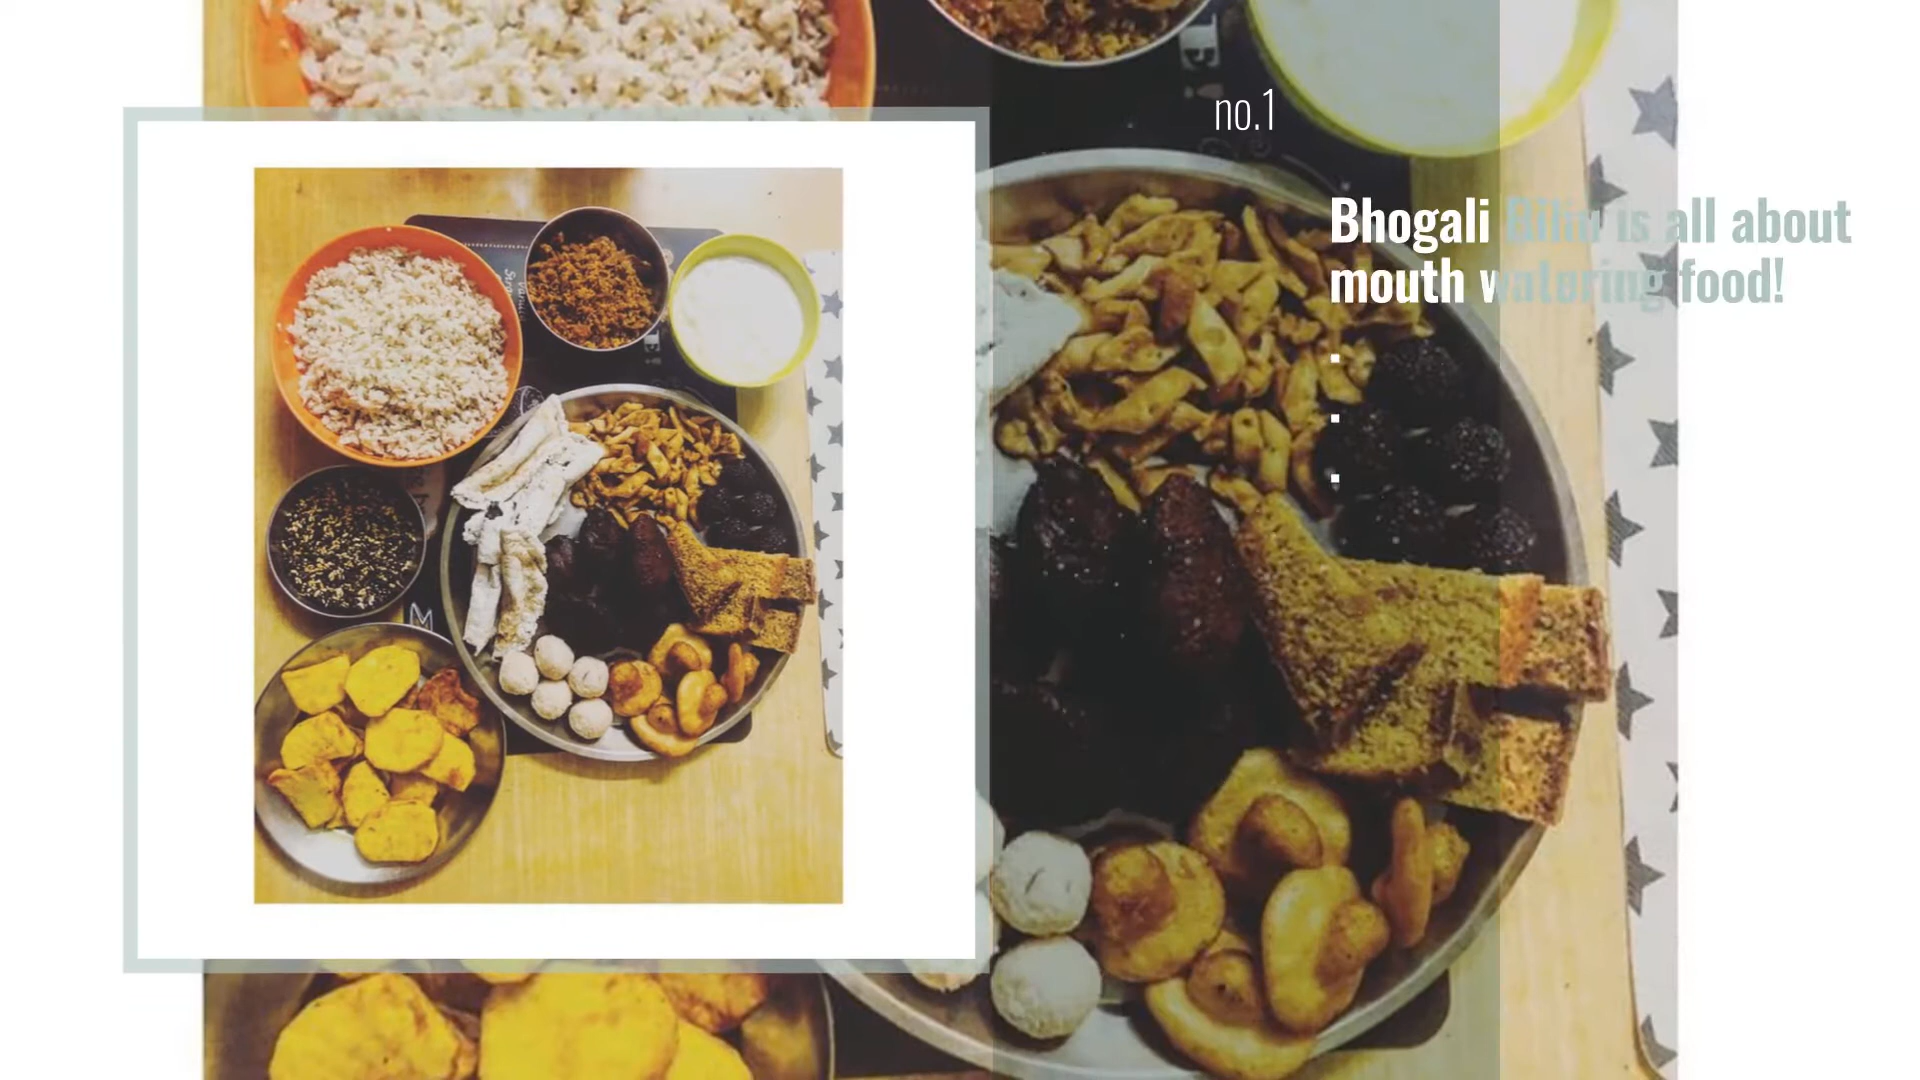 no.1
Bhogali Bihu is all about
mouth watering food!
.
.
.